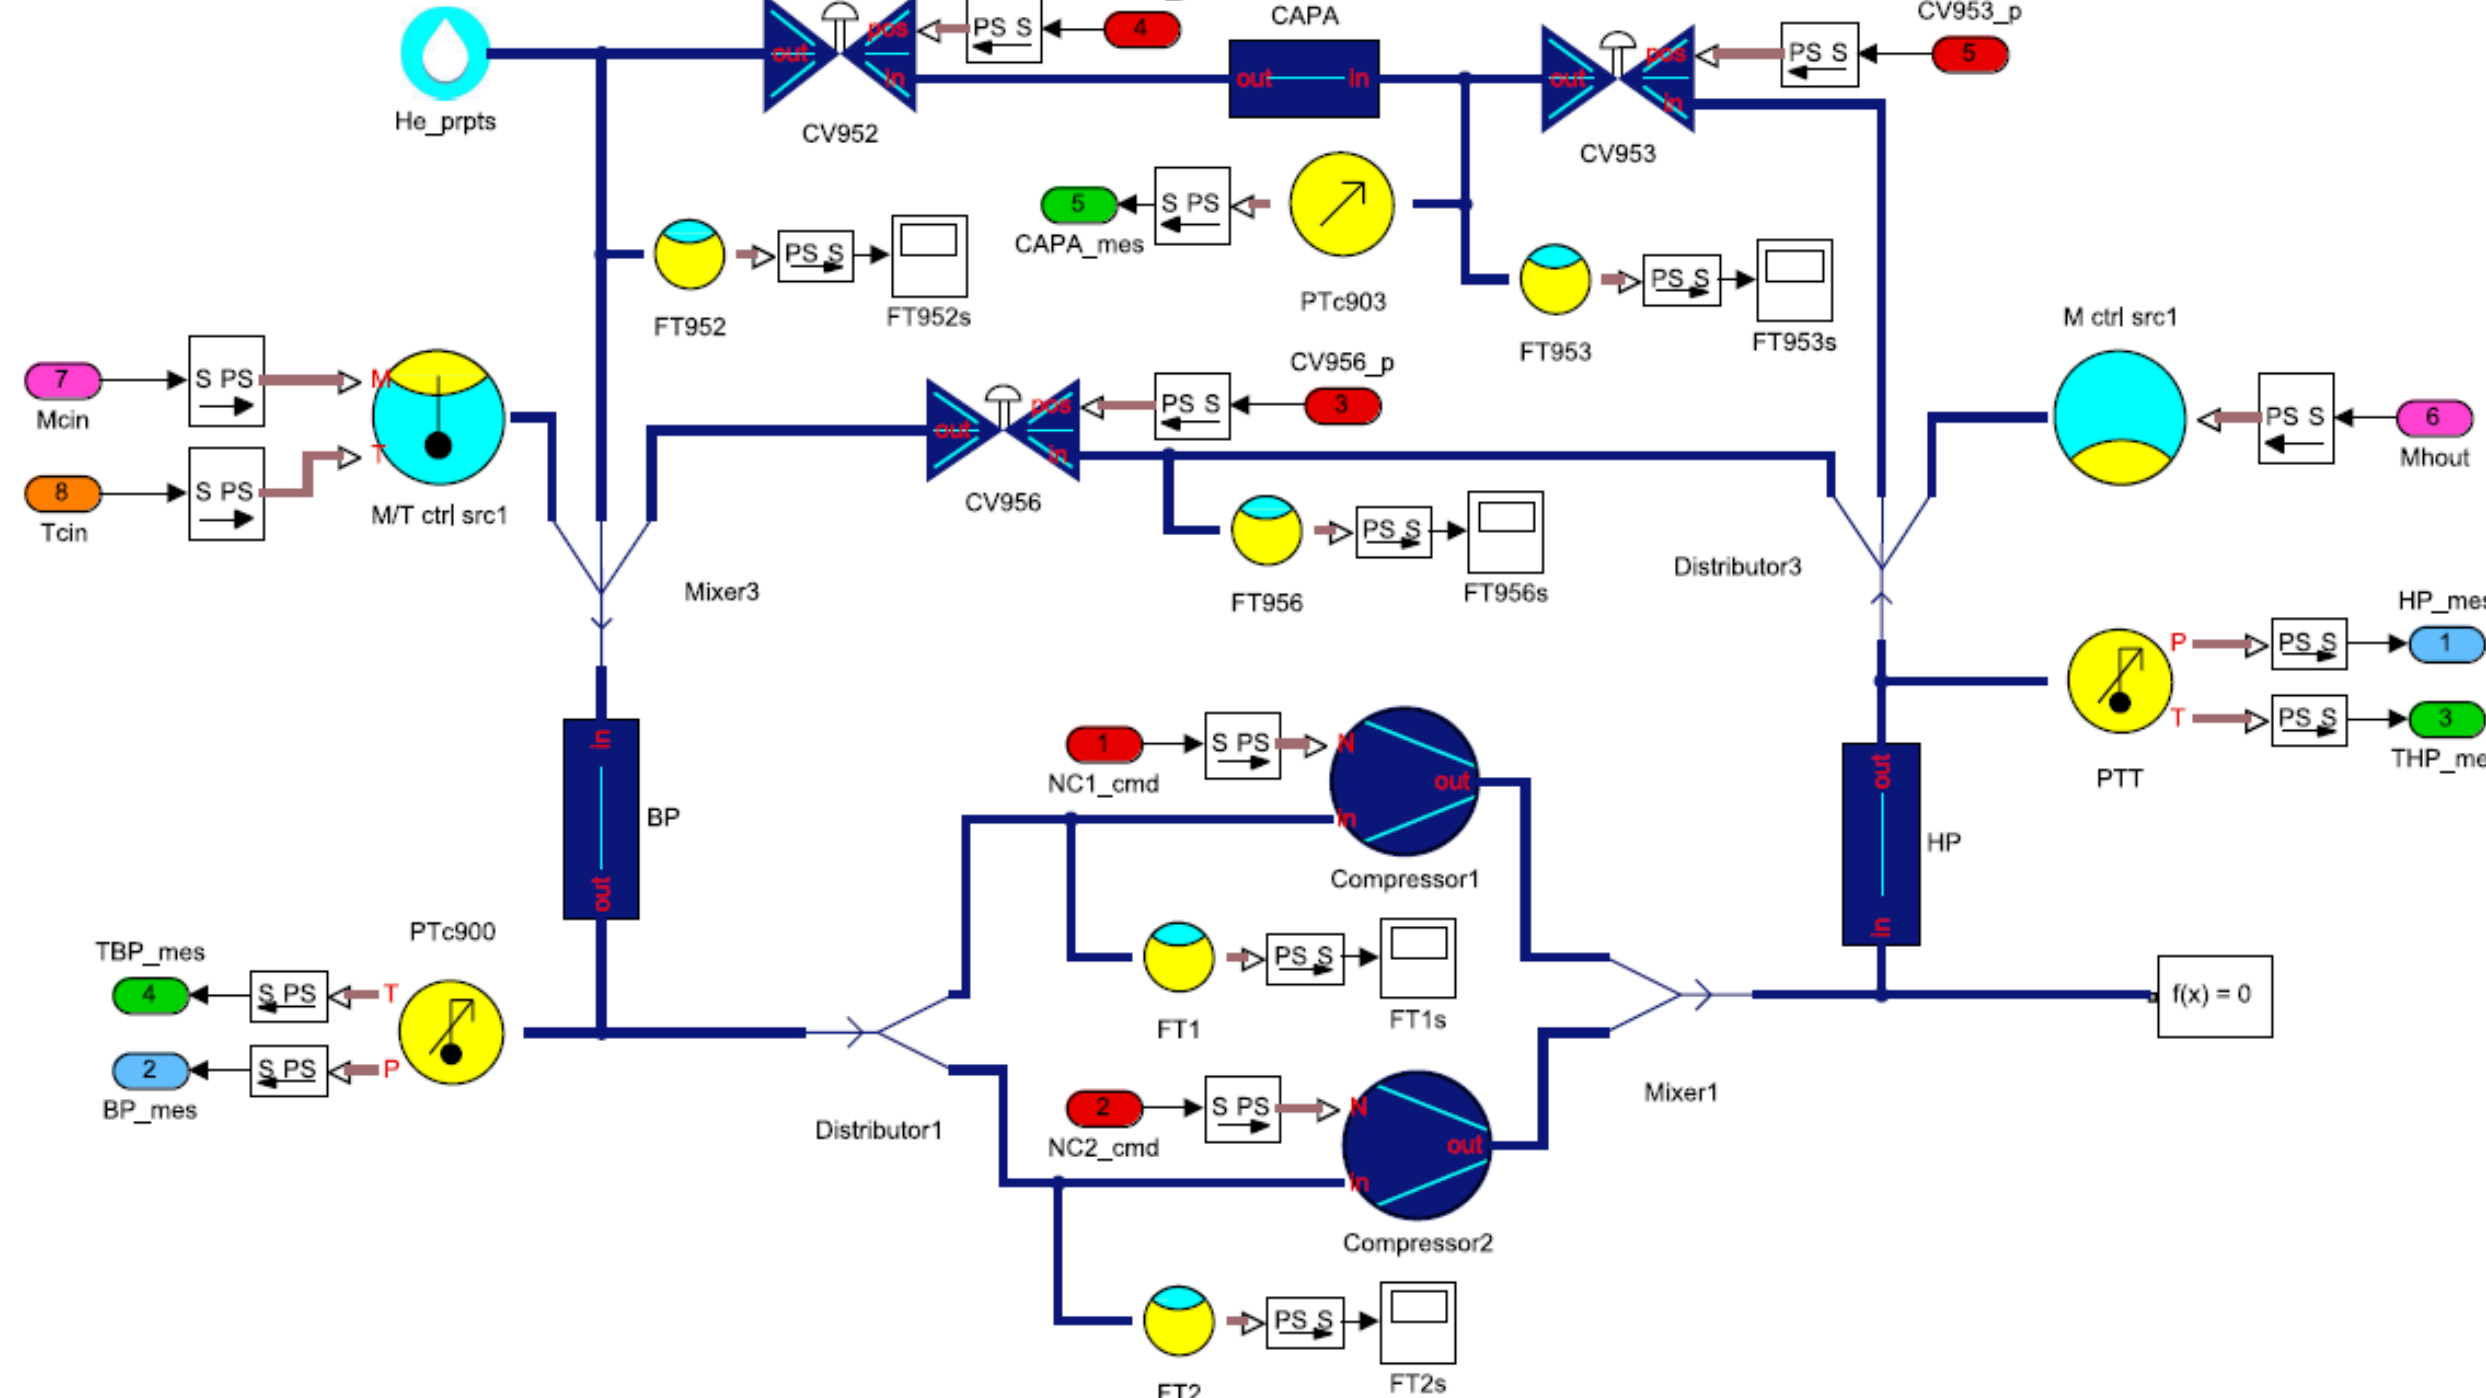 CAPA
CV953_p
pos
PS S
4
out
in
out
in
pos
PS S
5
out
in
He_prpts
CV952
CV953
5
S PS
CAPA_mes
PS S
FT952
FT952s
PTc903
PS S
FT953
FT953s
M ctrl src1
7
S PS
M
Mcin
8
S PS
T
Tcin
M/T ctrl src1
CV956_p
pos
PS S
3
out
in
CV956
PS S
6
Mhout
PS S
FT956
FT956s
Mixer3
Distributor3
HP_mes
P
PS S
1
T
PS S
3
THP_me
PTT
in
BP
out
1
S PS
N
NC1_cmd
out
in
Compressor1
out
HP
in
PTc900
TBP_mes
4
S PS
T
2
S PS
P
BP_mes
PS S
FT1
FT1s
f(x) = 0
Distributor1
Mixer1
2
S PS
N
NC2_cmd
out
in
Compressor2
PS S
FT2
FT2s